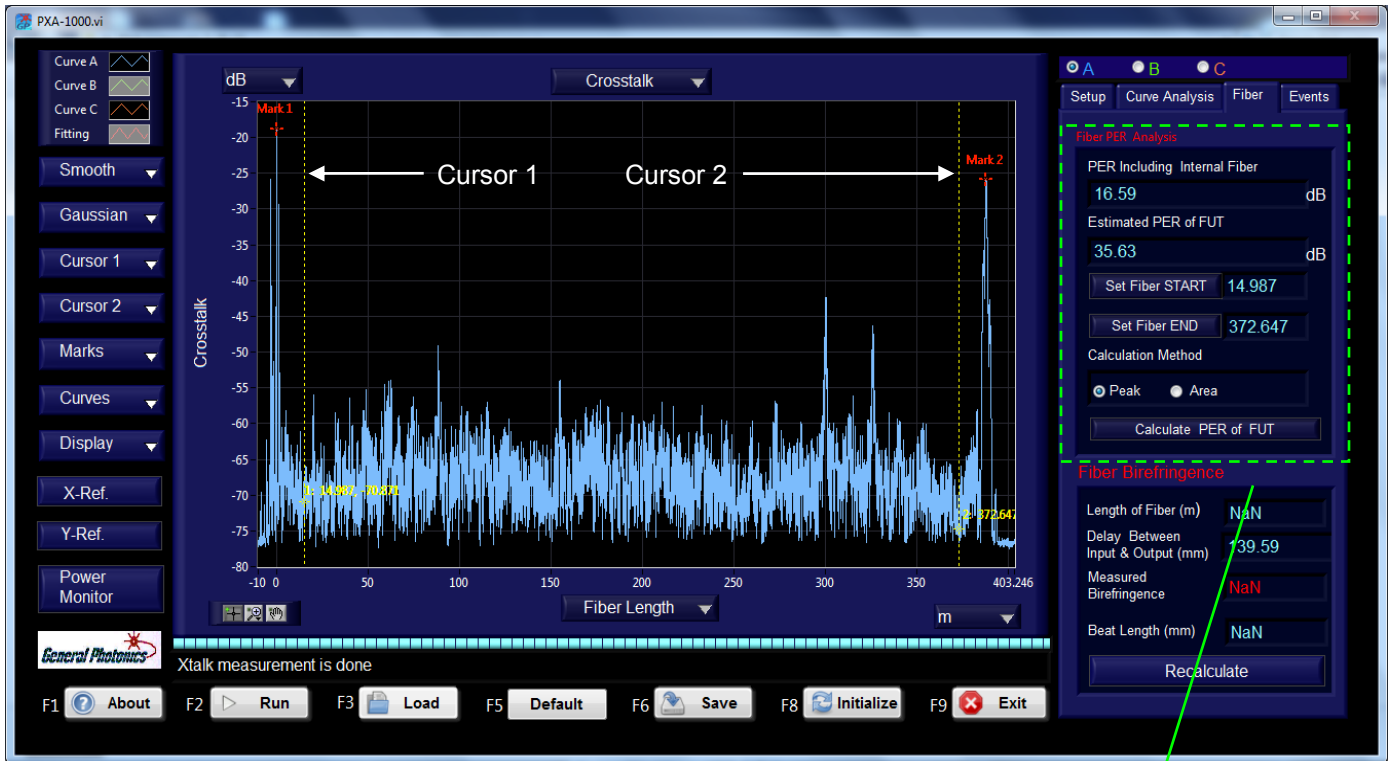 PXA-1000.vi
Curve A
Curve B
Curve C
Fitting
Smooth
Gaussian
Cursor 1
Cursor 2
Marks
Curves
Display
X-Ref.
Y-Ref.
Power
Monitor
General Photonics
dB
Crosstalk
Crosstalk
-15
-20
-25
-30
-35
-40
-45
-50
-55
-60
-65
-70
-75
-80
Mark 1
Cursor 1
Cursor 2
Mark 2
1: 14.987, -70.871
2: 372.647
-10 0 50 100 150 200 250 300 350 403.246
Fiber Length
m
Xtalk measurement is done
F1 About F2 Run F3 Load F5 Default F6 Save F8 Initialize F9 Exit
A B C
Setup Curve Analysis Fiber Events
Fiber PER Analysis
PER Including Internal Fiber
16.59 dB
Estimated PER of FUT
35.63 dB
Set Fiber START 14.987
Set Fiber END 372.647
Calculation Method
Peak Area
Calculate PER of FUT
Fiber Birefringence
Length of Fiber (m) NaN
Delay Between
Input & Output (mm) 139.59
Measured
Birefringence NaN
Beat Length (mm) NaN
Recalculate